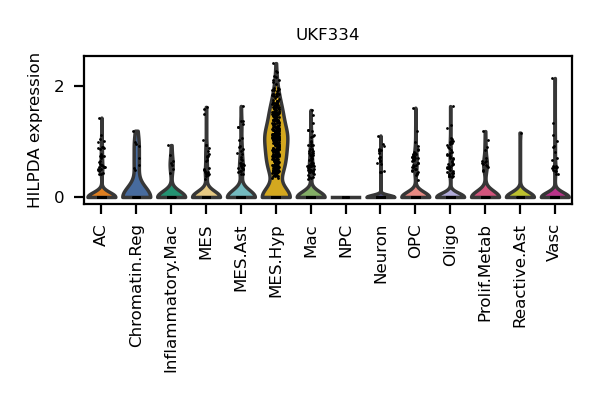 UKF334
HILPDA expression
2
0
AC
Chromatin.Reg
Inflammatory.Mac
MES
MES.Ast
MES.Hyp
Mac
NPC
Neuron
OPC
Oligo
Prolif.Metab
Reactive.Ast
Vasc